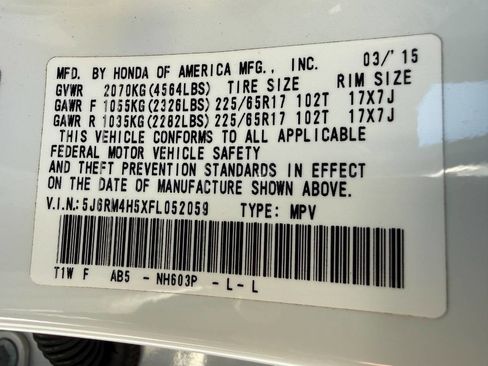 MFD. BY HONDA OF AMERICA MFG., INC. 03/ 15
GVWR 2070KG(4564LBS) TIRE SIZE RIM SIZE
GAWR F 1055KG(2326LBS) 225/65R17 102T 17X7J
GAWR R 1035KG(2282LBS) 225/65R17 102T 17X7J
THIS VEHICLE CONFORMS TO ALL APPLICABLE
FEDERAL MOTOR VEHICLE SAFETY
AND THEFT PREVENTION STANDARDS IN EFFECT
ON THE DATE OF MANUFACTURE SHOWN ABOVE.
V.I.N.:5J6RM4H5XFL052059 TYPE: MPV
T1W F AB5 - NH603P - L - L